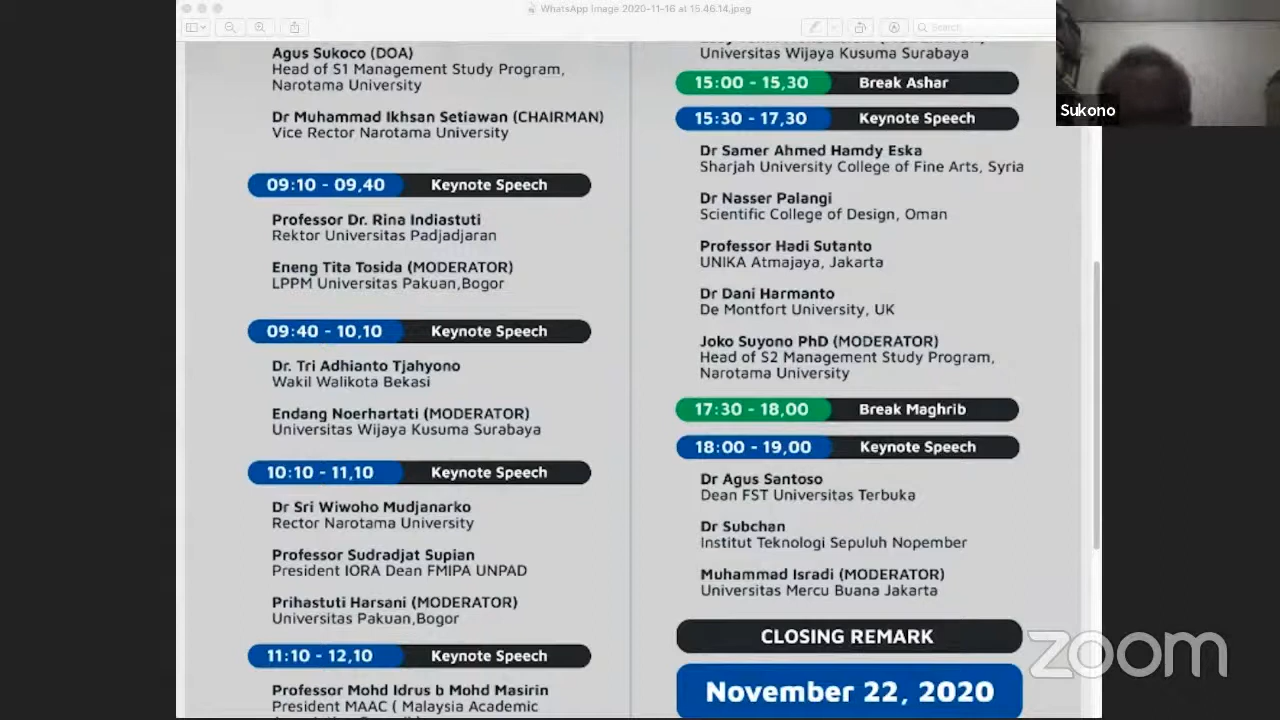 WhatsApp Image 2020-11-16 at 15.46.14.jpeg
Search
Agus Sukoco (DOA)
Head of S1 Management Study Program,
Narotama University
Dr Muhammad Ikhsan Setiawan (CHAIRMAN)
Vice Rector Narotama University
09:10 - 09,40 Keynote Speech
Professor Dr. Rina Indiastuti
Rektor Universitas Padjadjaran
Eneng Tita Tosida (MODERATOR)
LPPM Universitas Pakuan,Bogor
09:40 - 10,10 Keynote Speech
Dr. Tri Adhianto Tjahyono
Wakil Walikota Bekasi
Endang Noerhartati (MODERATOR)
Universitas Wijaya Kusuma Surabaya
10:10 - 11,10 Keynote Speech
Dr Sri Wiwoho Mudjanarko
Rector Narotama University
Professor Sudradjat Supian
President IORA Dean FMIPA UNPAD
Prihastuti Harsani (MODERATOR)
Universitas Pakuan,Bogor
11:10 - 12,10 Keynote Speech
Professor Mohd Idrus b Mohd Masirin
President MAAC ( Malaysia Academic
Universitas Wijaya Kusuma Surabaya
15:00 - 15,30 Break Ashar
15:30 - 17,30 Keynote Speech
Dr Samer Ahmed Hamdy Eska
Sharjah University College of Fine Arts, Syria
Dr Nasser Palangi
Scientific College of Design, Oman
Professor Hadi Sutanto
UNIKA Atmajaya, Jakarta
Dr Dani Harmanto
De Montfort University, UK
Joko Suyono PhD (MODERATOR)
Head of S2 Management Study Program,
Narotama University
17:30 - 18,00 Break Maghrib
18:00 - 19,00 Keynote Speech
Dr Agus Santoso
Dean FST Universitas Terbuka
Dr Subchan
Institut Teknologi Sepuluh Nopember
Muhammad Isradi (MODERATOR)
Universitas Mercu Buana Jakarta
CLOSING REMARK
November 22, 2020
Sukono
zoom